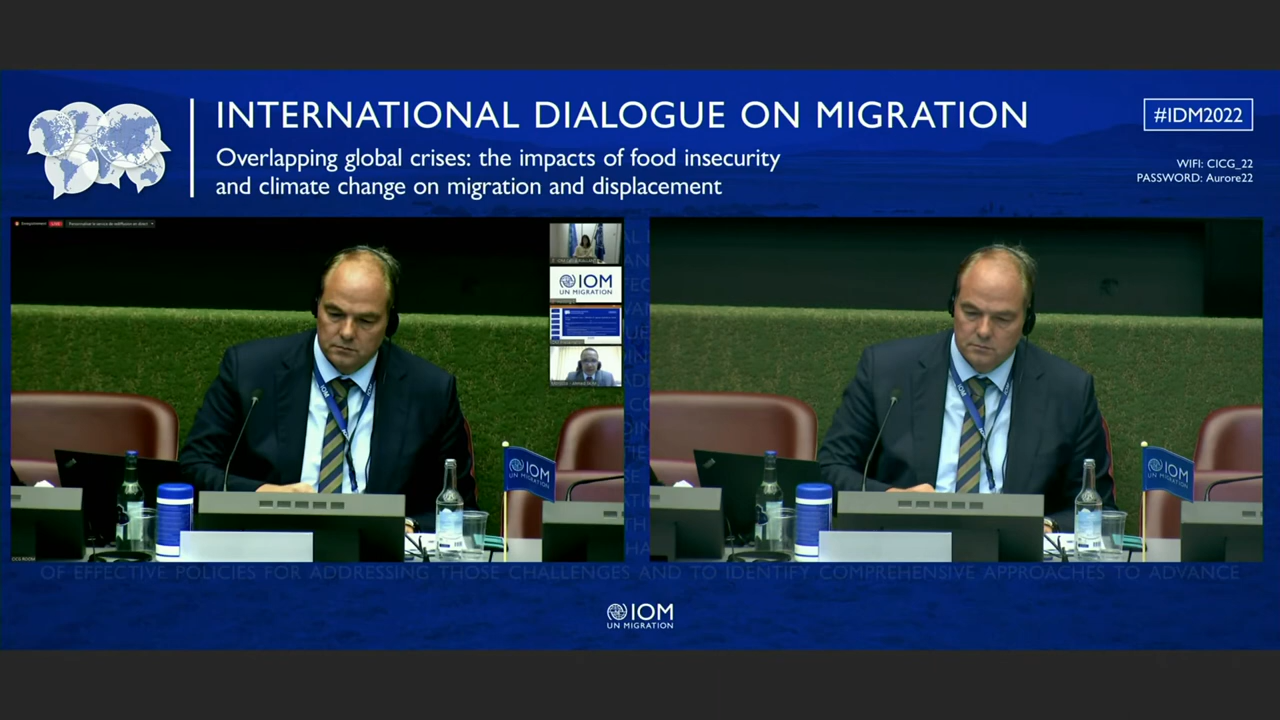 INTERNATIONAL DIALOGUE ON MIGRATION
Overlapping global crises: the impacts of food insecurity
and climate change on migration and displacement
#IDM2022
WIFI: CICG_22
PASSWORD: Aurore22
LIVE
IOM
UN MIGRATION
IOM
IOM
OF EFFECTIVE POLICIES FOR ADDRESSING THOSE CHALLENGES AND TO IDENTIFY COMPREHENSIVE APPROACHES TO ADVANCE
IOM
UN MIGRATION